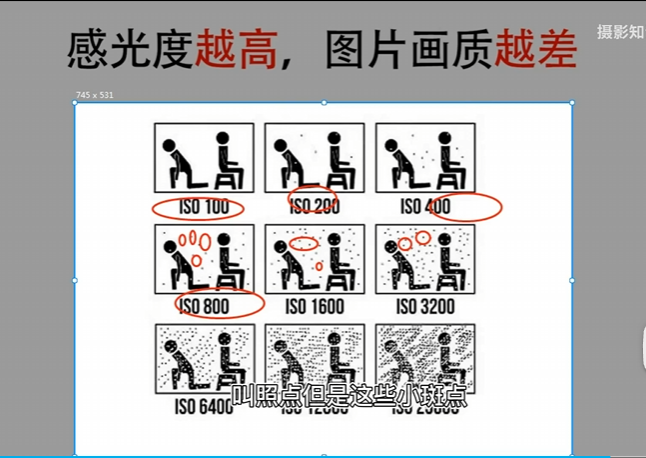 感光度越高，图片画质越差
摄影知
745 x 531
ISO 100
ISO 200
ISO 400
ISO 800
ISO 1600
ISO 3200
ISO 6400
叫照点但是这些小斑点